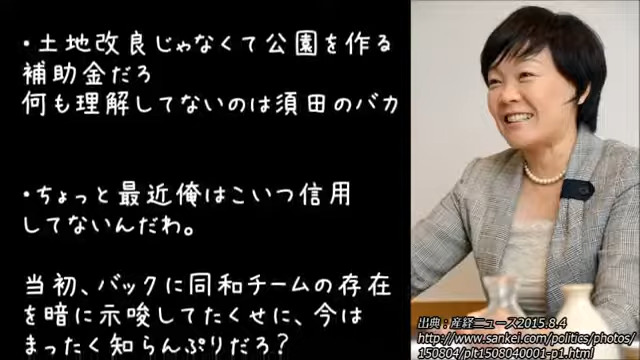 ・土地改良じゃなくて公園を作る
補助金だろ
何も理解してないのは須田のバカ
・ちょっと最近俺はこいつ信用
してないんだわ。
当初、バックに同和チームの存在
を暗に示唆してたくせに、今は
まったく知らんぷりだろ?
出典:産経ニュース2015.8.4
http://www.sankei.com/politics/photos/
150804/plt1508040001-p1.html